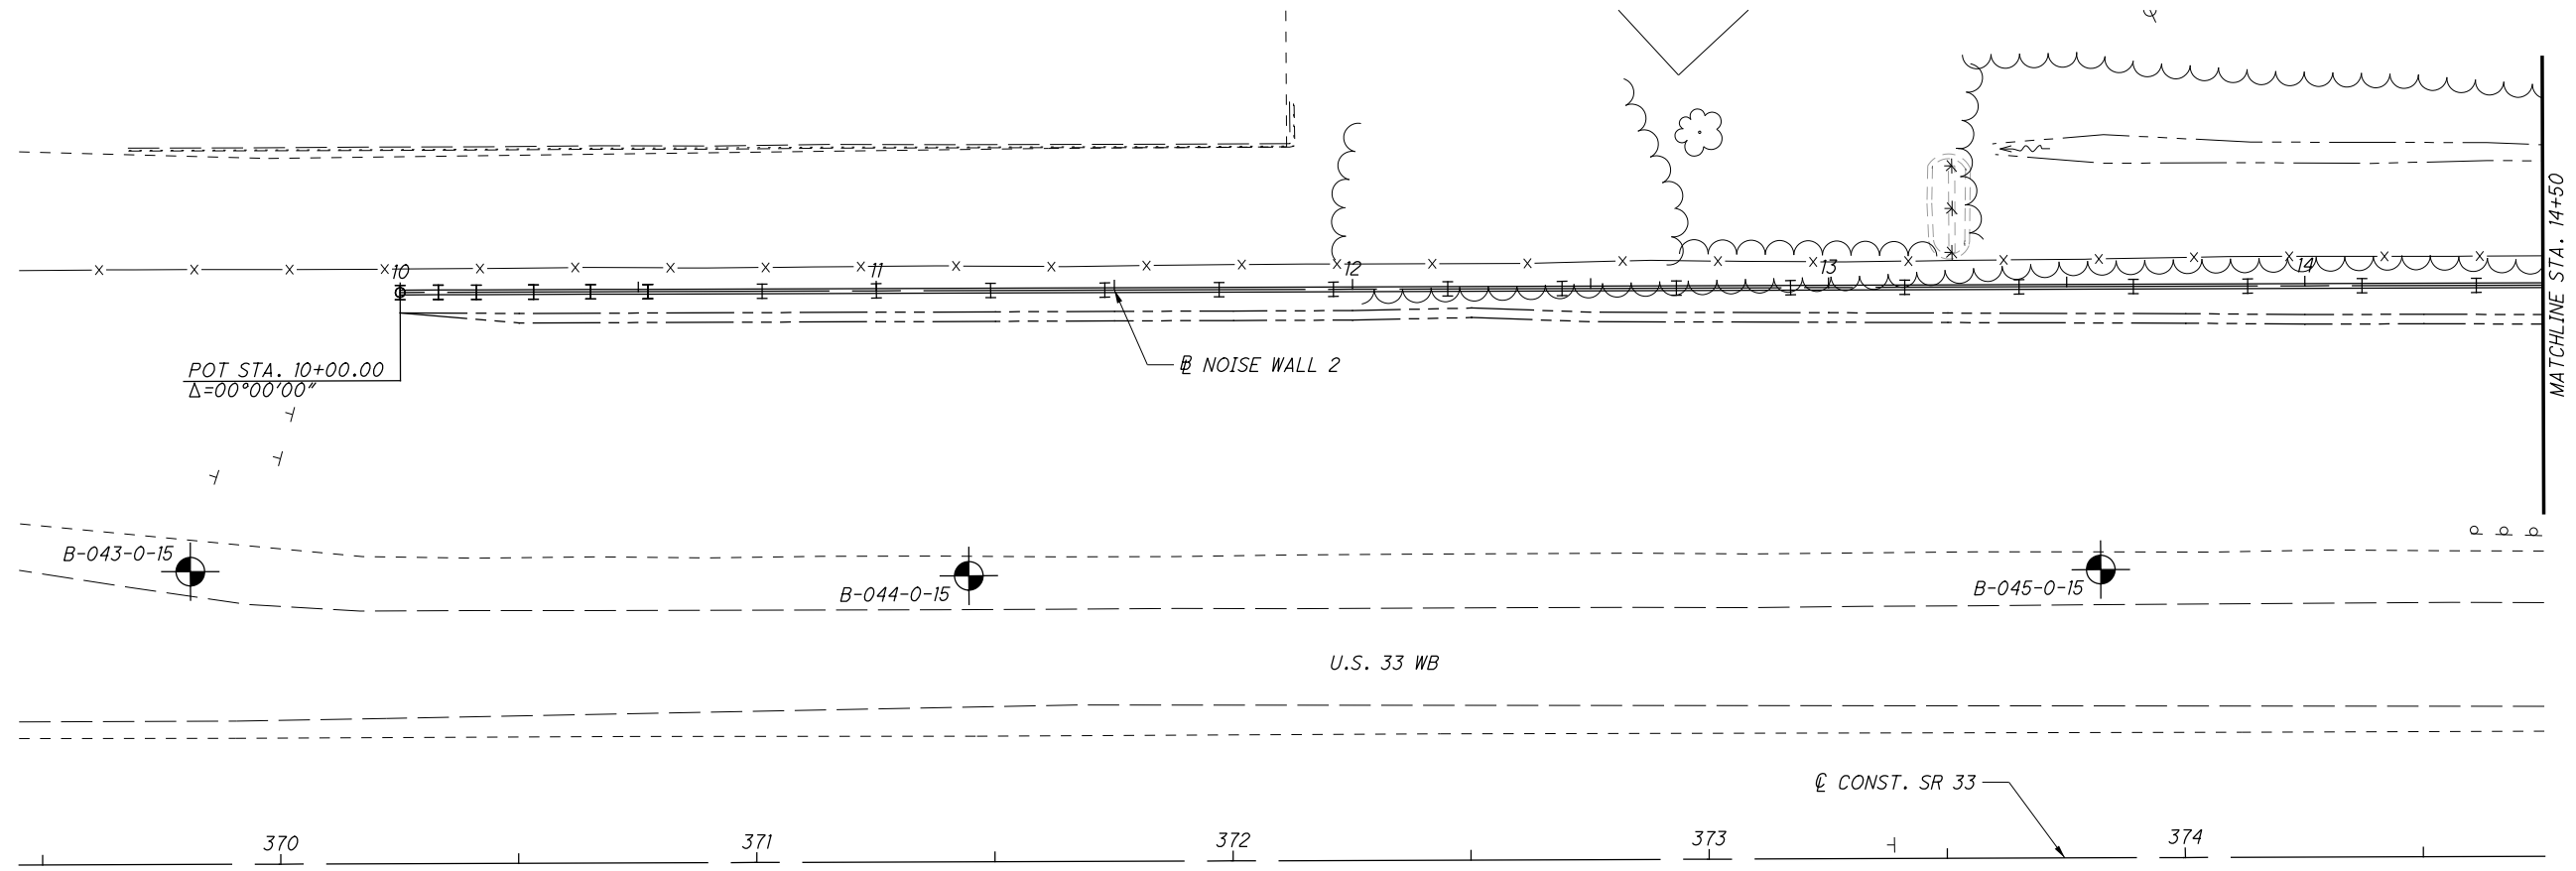 10
11
12
13
14
MATCHLINE STA. 14+50
POT STA. 10+00.00
Δ=00°00'00"
℄ NOISE WALL 2
B-043-0-15
B-044-0-15
B-045-0-15
U.S. 33 WB
℄ CONST. SR 33
370
371
372
373
374